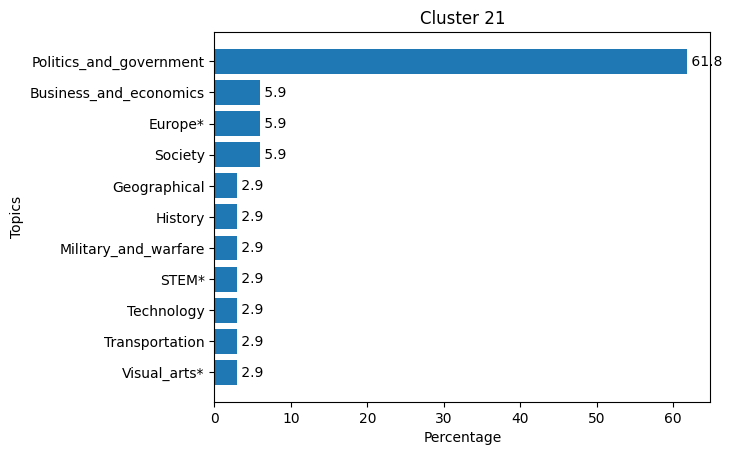 Cluster 21
Politics_and_government 61.8
Business_and_economics 5.9
Europe* 5.9
Society 5.9
Geographical 2.9
History 2.9
Military_and_warfare 2.9
STEM* 2.9
Technology 2.9
Transportation 2.9
Visual_arts* 2.9
Topics
0 10 20 30 40 50 60
Percentage